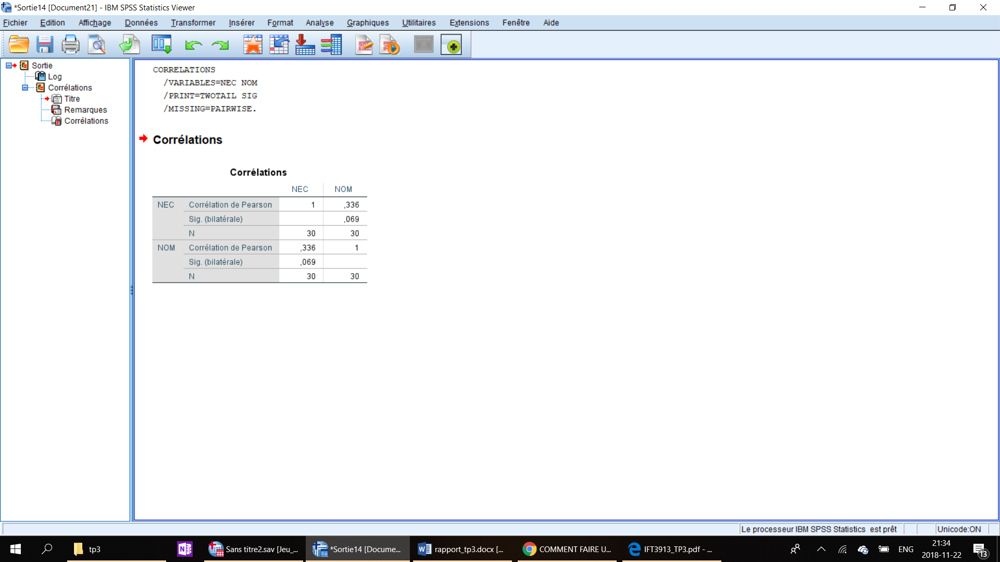 *Sortie14 [Document21] - IBM SPSS Statistics Viewer
Fichier Edition Affichage Données Transformer Insérer Format Analyse Graphiques Utilitaires Extensions Fenêtre Aide
Sortie
Log
Corrélations
Titre
Remarques
Corrélations
CORRELATIONS
/VARIABLES=NEC NOM
/PRINT=TWOTAIL SIG
/MISSING=PAIRWISE.
Corrélations
Corrélations
NEC NOM
NEC Corrélation de Pearson 1 ,336
Sig. (bilatérale) ,069
N 30 30
NOM Corrélation de Pearson ,336 1
Sig. (bilatérale) ,069
N 30 30
Le processeur IBM SPSS Statistics est prêt Unicode:ON
tp3 N Sans titre2.sav [Jeu_... *Sortie14 [Docume... rapport_tp3.docx [... COMMENT FAIRE U... IFT3913_TP3.pdf - ... ENG
21:34
2018-11-22
13